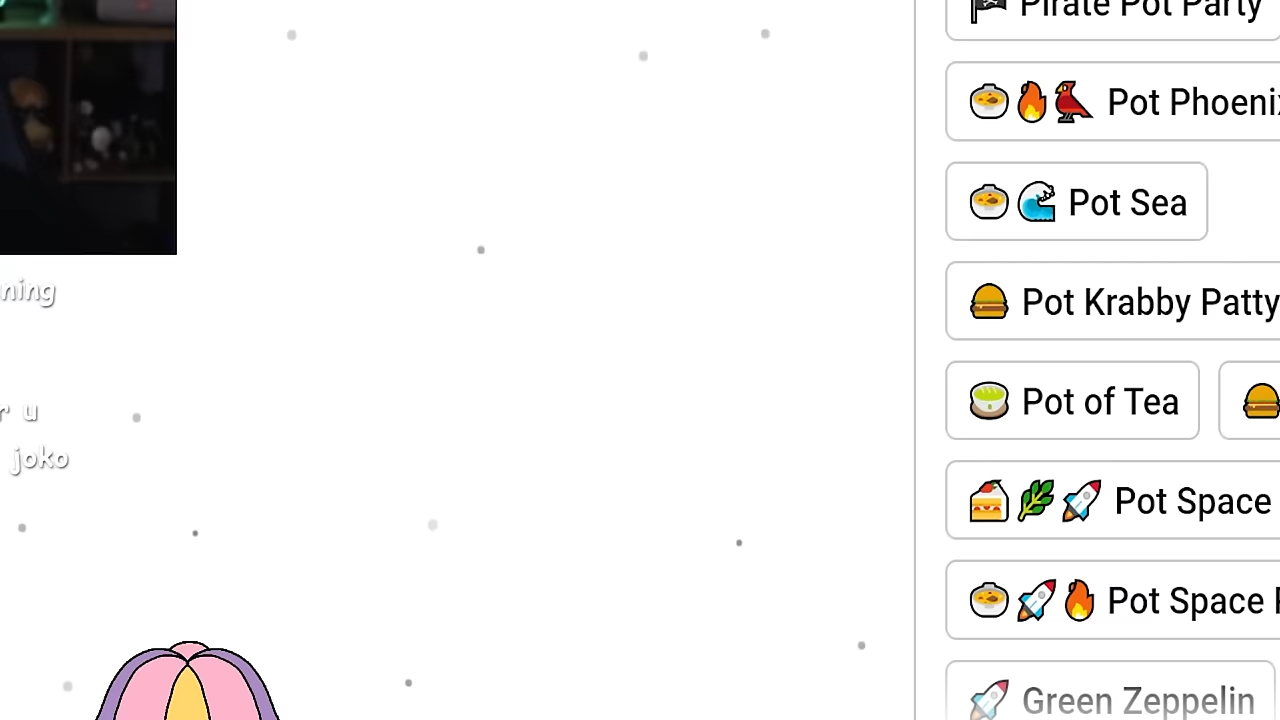 Pirate Pot Party
Pot Phoenix
Pot Sea
ning
Pot Krabby Patty
r u
Pot of Tea
joko
Pot Space
Pot Space
Green Zeppelin